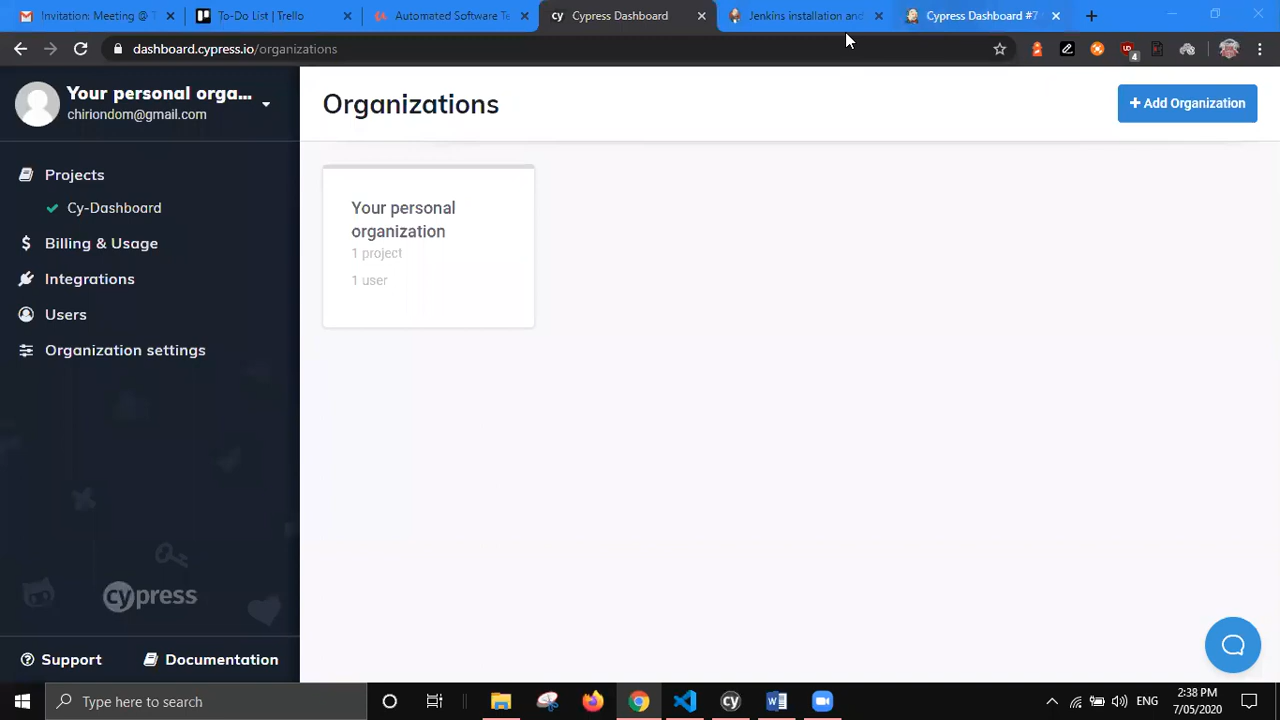 Invitation: Meeting @ T
To-Do List | Trello
Automated Software Te
cy Cypress Dashboard
Jenkins installation and
Cypress Dashboard #7
dashboard.cypress.io/organizations
4
Your personal orga...
chiriondom@gmail.com
Organizations
+ Add Organization
Projects
Cy-Dashboard
$ Billing & Usage
Integrations
Users
Organization settings
Your personal
organization
1 project
1 user
cypress
Support
Documentation
Type here to search
cy
ENG
2:38 PM
7/05/2020